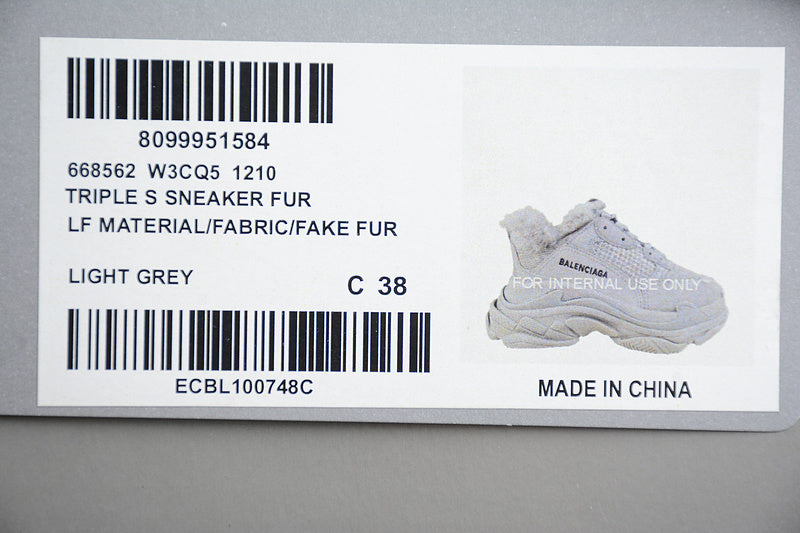 8099951584
668562 W3CQ5 1210
TRIPLE S SNEAKER FUR
LF MATERIAL/FABRIC/FAKE FUR
LIGHT GREY
C 38
ECBL100748C
BALENCIAGA
FOR INTERNAL USE ONLY
MADE IN CHINA